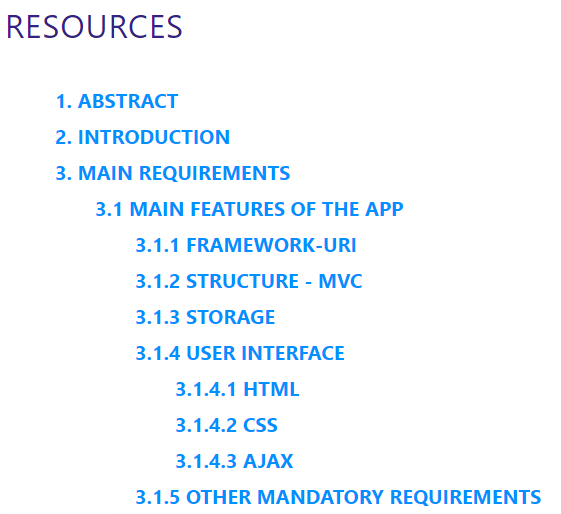 RESOURCES
1. ABSTRACT
2. INTRODUCTION
3. MAIN REQUIREMENTS
3.1 MAIN FEATURES OF THE APP
3.1.1 FRAMEWORK-URI
3.1.2 STRUCTURE - MVC
3.1.3 STORAGE
3.1.4 USER INTERFACE
3.1.4.1 HTML
3.1.4.2 CSS
3.1.4.3 AJAX
3.1.5 OTHER MANDATORY REQUIREMENTS